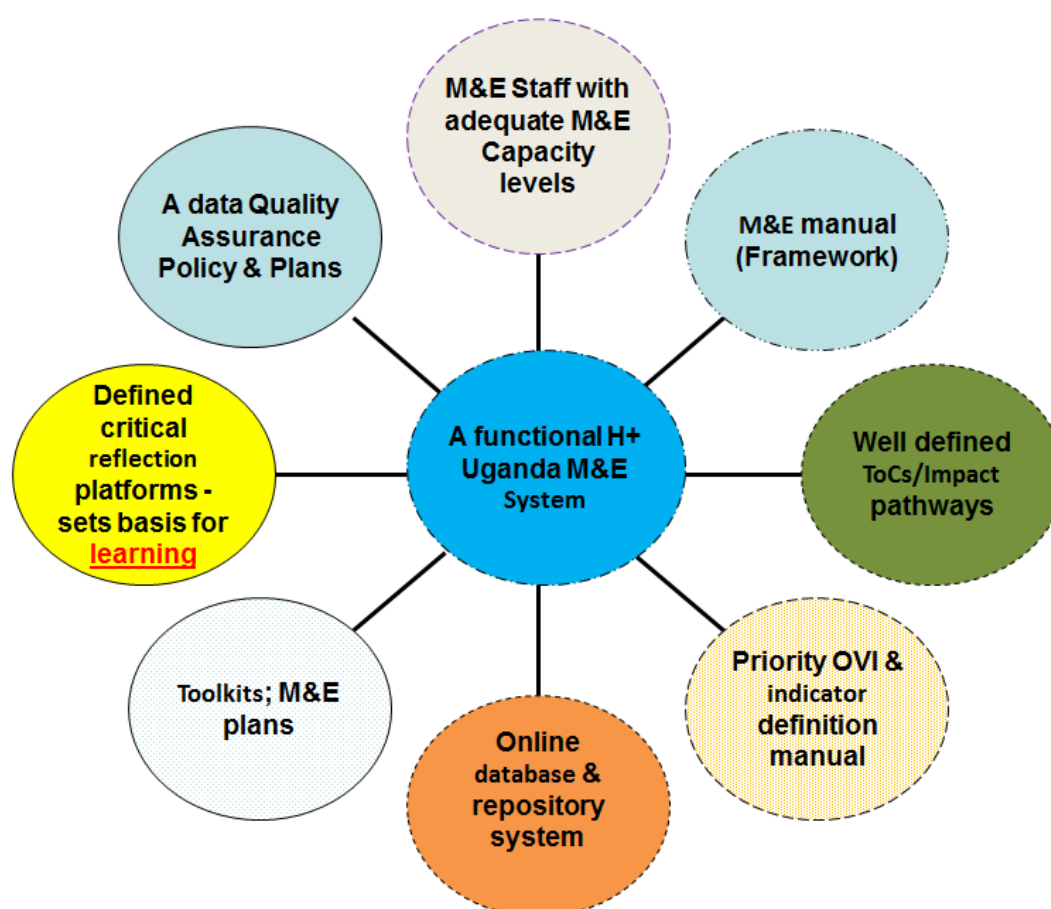 M&E Staff with
adequate M&E
Capacity
levels
A data Quality
Assurance
Policy & Plans
M&E manual
(Framework)
Defined
critical
reflection
platforms -
sets basis for
learning
A functional H+
Uganda M&E
System
Well defined
ToCs/Impact
pathways
Toolkits; M&E
plans
Priority OVI &
indicator
definition
manual
Online
database &
repository
system